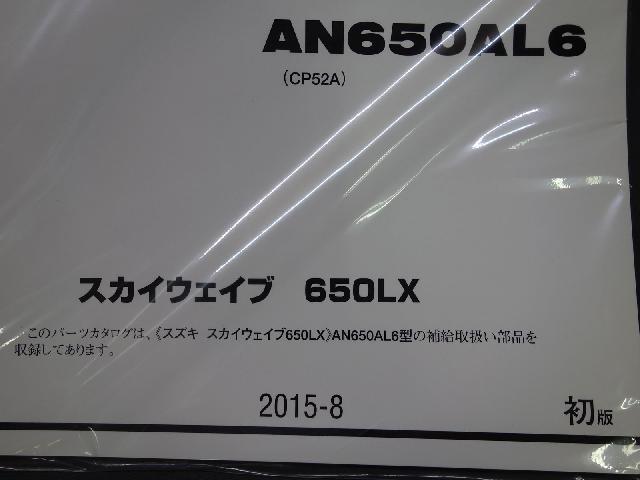 AN650AL6
(CP52A)
スカイウェイブ 650LX
このパーツカタログは、《スズキ スカイウェイブ650LX》AN650AL6型の補給取扱い部品を
収録してあります。
2015-8
初版